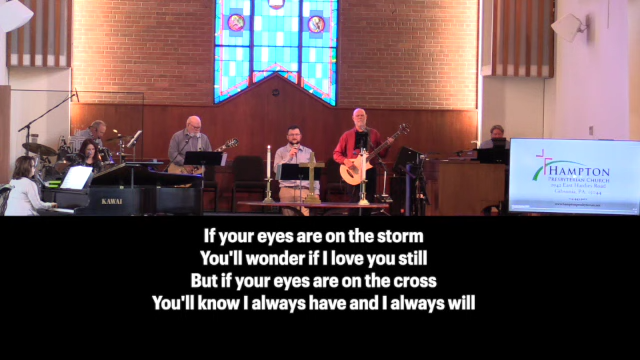 HAMPTON
PRESBYTERIAN CHURCH
KAWAI
If your eyes are on the storm
You'll wonder if I love you still
But if your eyes are on the cross
You'll know I always have and I always will